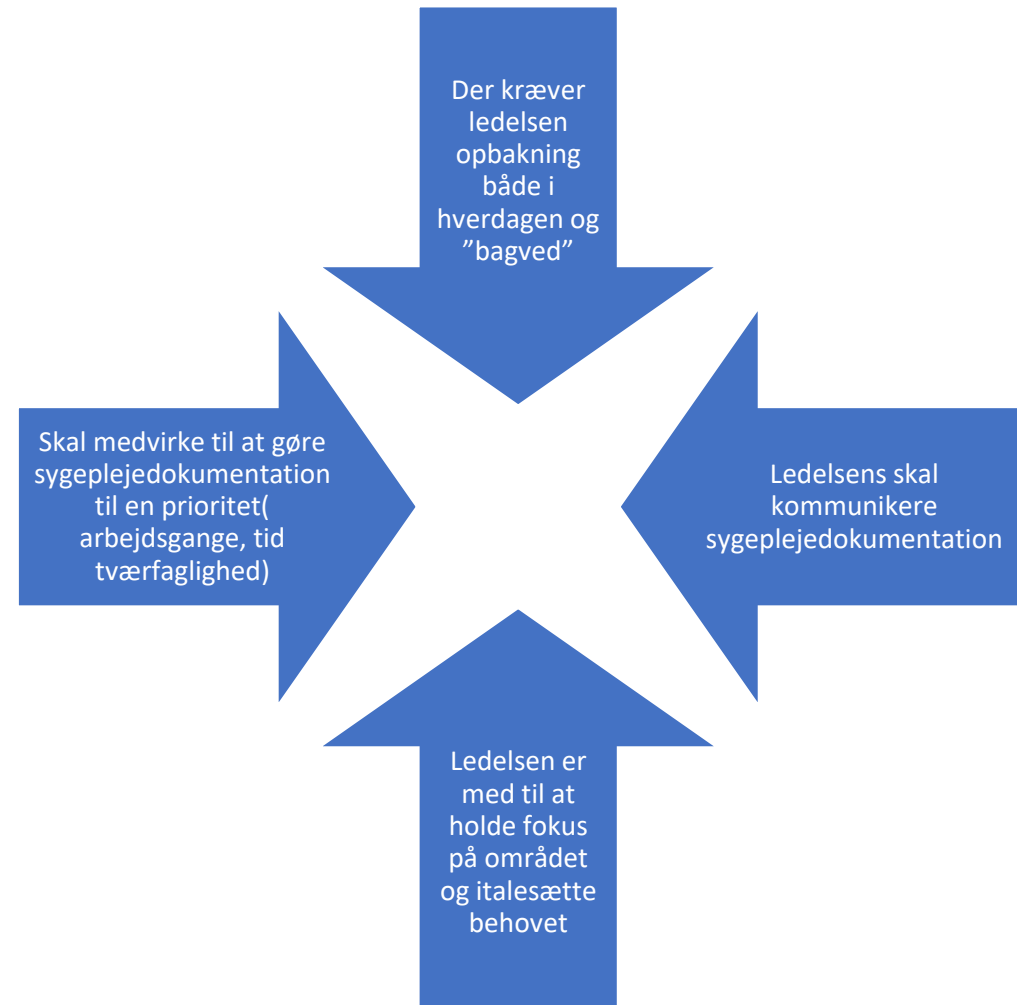 Der kræver
ledelsen
opbakning
både i
hverdagen og
”bagved”
Skal medvirke til at gøre
sygeplejedokumentation
til en prioritet(
arbejdsgange, tid
tværfaglighed)
Ledelsens skal
kommunikere
sygeplejedokumentation
Ledelsen er
med til at
holde fokus
på området
og italesætte
behovet